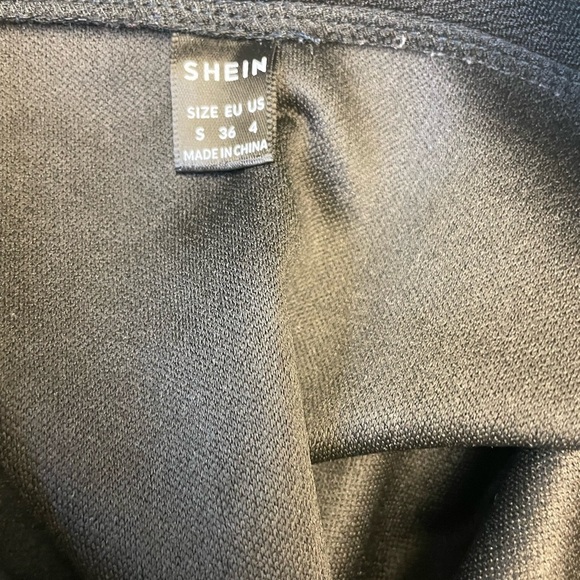 SHEIN
SIZE EU US
S 36 4
MADE IN CHINA